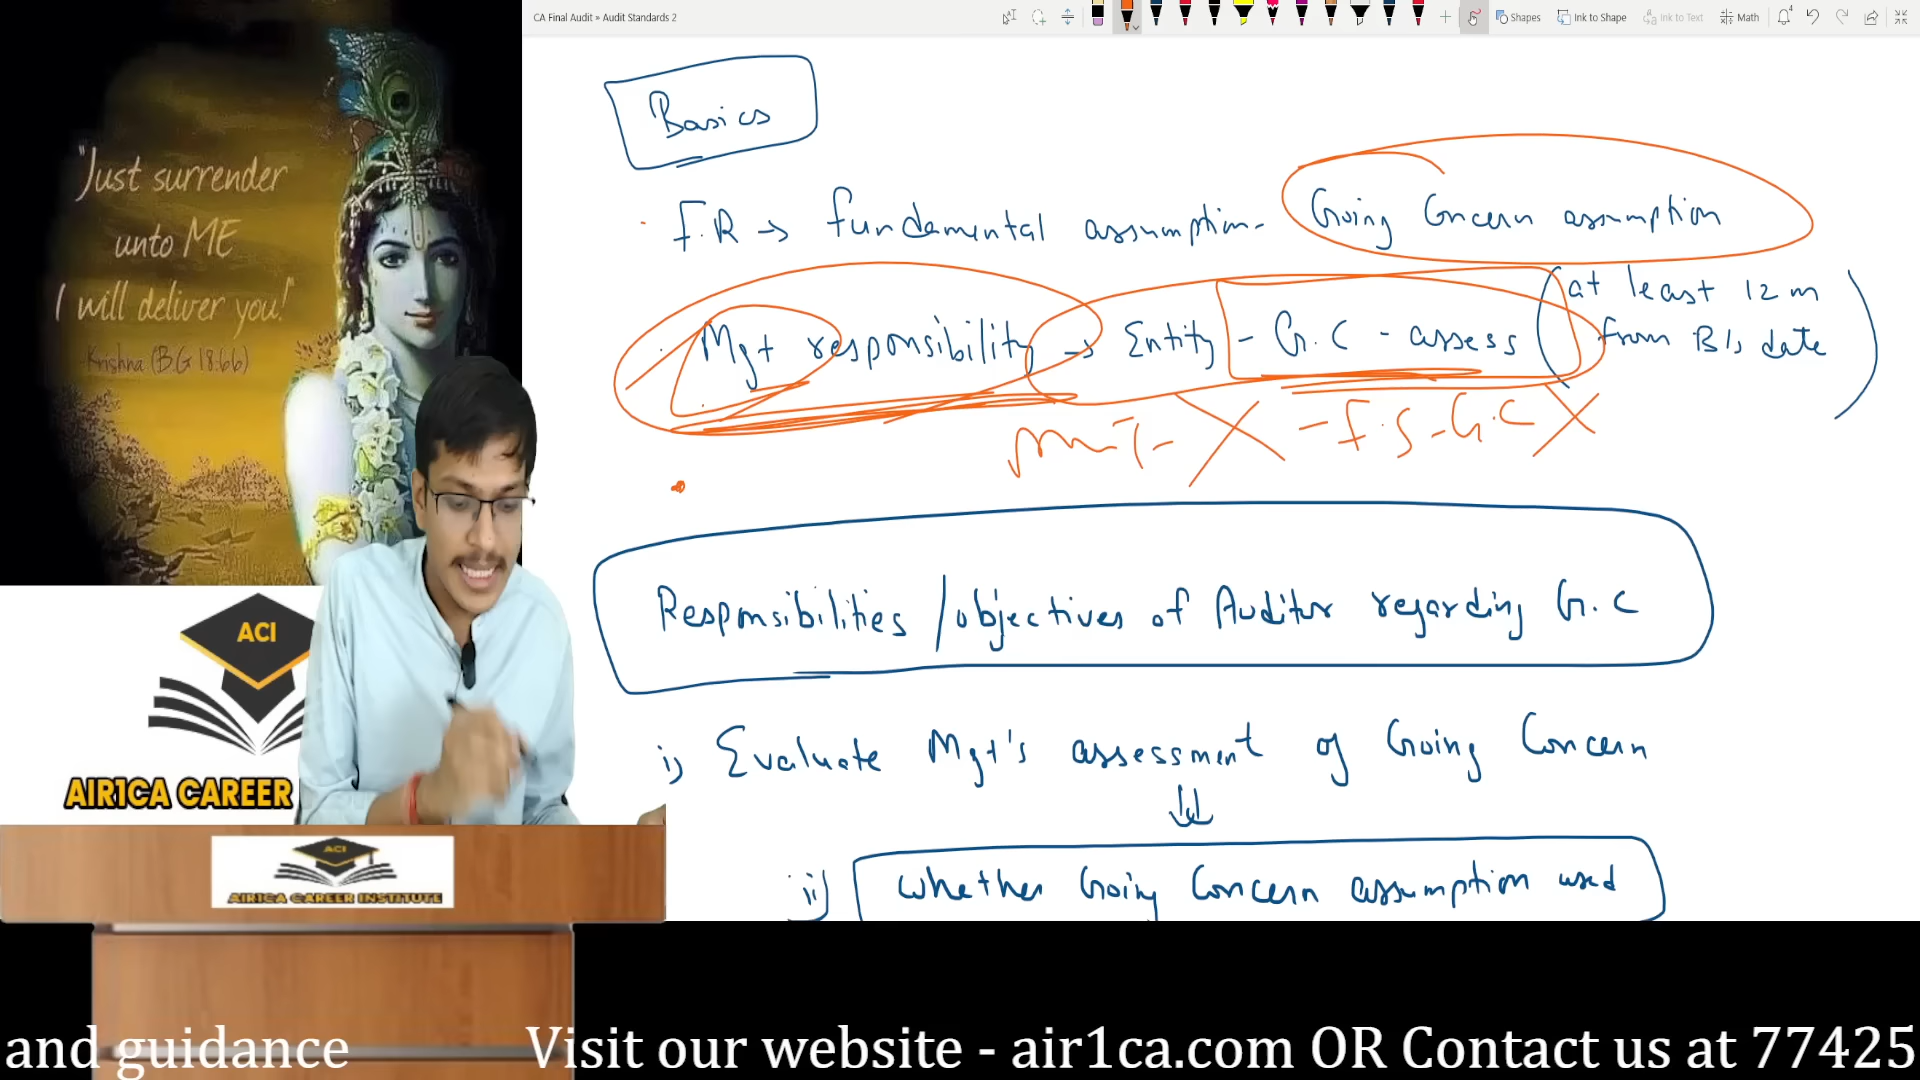 CA Final Audit » Audit Standards 2
Shapes
Ink to Shape
Ink to Text
Math
Basics
"Just surrender
unto ME
I will deliver you!"
-Krishna (BG 18:66)
F.R → fundamental assumption- Going Concern assumption
Mgt responsibility → Entity - G.C - assess (at least 12 m
from B/s date)
X - F.S - G.C X
Responsibilities / objectives of Auditor regarding G.C
i) Evaluate Mgt's assessment of Going Concern
ii) Whether Going Concern assumption used
ACI
AIR1CA CAREER
ACI
AIR1CA CAREER INSTITUTE
and guidance Visit our website - air1ca.com OR Contact us at 77425